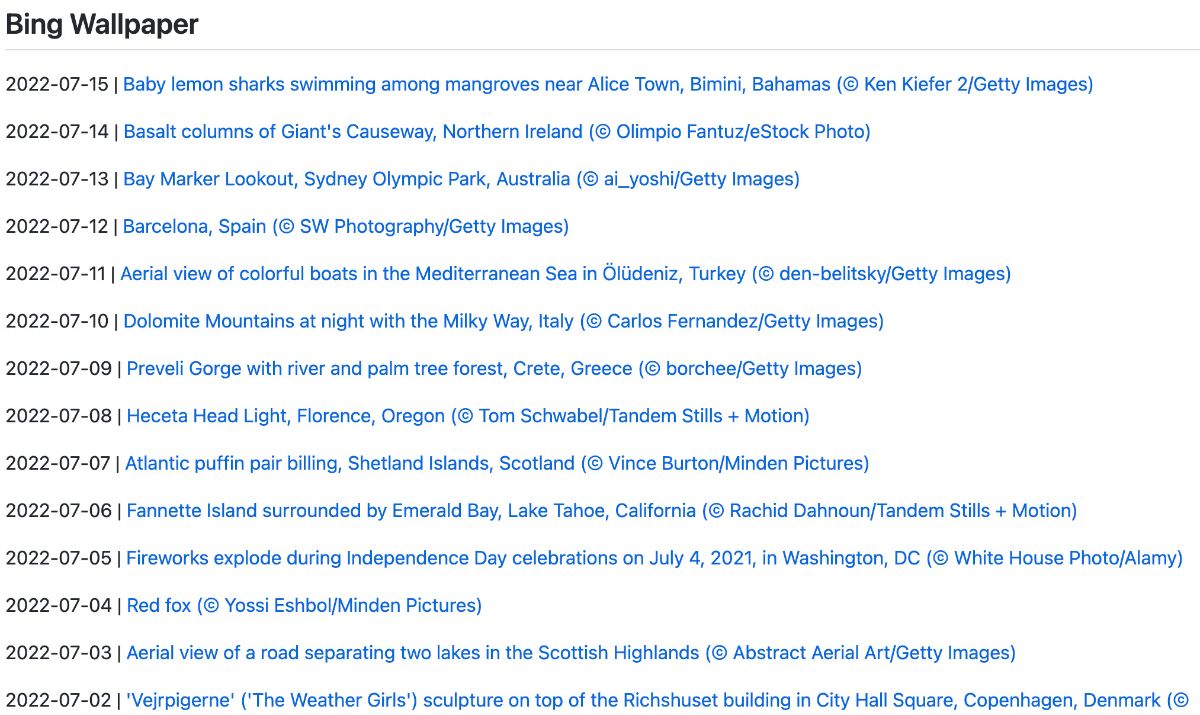 Bing Wallpaper
2022-07-15 | Baby lemon sharks swimming among mangroves near Alice Town, Bimini, Bahamas (© Ken Kiefer 2/Getty Images)
2022-07-14 | Basalt columns of Giant's Causeway, Northern Ireland (© Olimpio Fantuz/eStock Photo)
2022-07-13 | Bay Marker Lookout, Sydney Olympic Park, Australia (© ai_yoshi/Getty Images)
2022-07-12 | Barcelona, Spain (© SW Photography/Getty Images)
2022-07-11 | Aerial view of colorful boats in the Mediterranean Sea in Ölüdeniz, Turkey (© den-belitsky/Getty Images)
2022-07-10 | Dolomite Mountains at night with the Milky Way, Italy (© Carlos Fernandez/Getty Images)
2022-07-09 | Preveli Gorge with river and palm tree forest, Crete, Greece (© borchee/Getty Images)
2022-07-08 | Heceta Head Light, Florence, Oregon (© Tom Schwabel/Tandem Stills + Motion)
2022-07-07 | Atlantic puffin pair billing, Shetland Islands, Scotland (© Vince Burton/Minden Pictures)
2022-07-06 | Fannette Island surrounded by Emerald Bay, Lake Tahoe, California (© Rachid Dahnoun/Tandem Stills + Motion)
2022-07-05 | Fireworks explode during Independence Day celebrations on July 4, 2021, in Washington, DC (© White House Photo/Alamy)
2022-07-04 | Red fox (© Yossi Eshbol/Minden Pictures)
2022-07-03 | Aerial view of a road separating two lakes in the Scottish Highlands (© Abstract Aerial Art/Getty Images)
2022-07-02 | 'Vejrpigerne' ('The Weather Girls') sculpture on top of the Richshuset building in City Hall Square, Copenhagen, Denmark (©